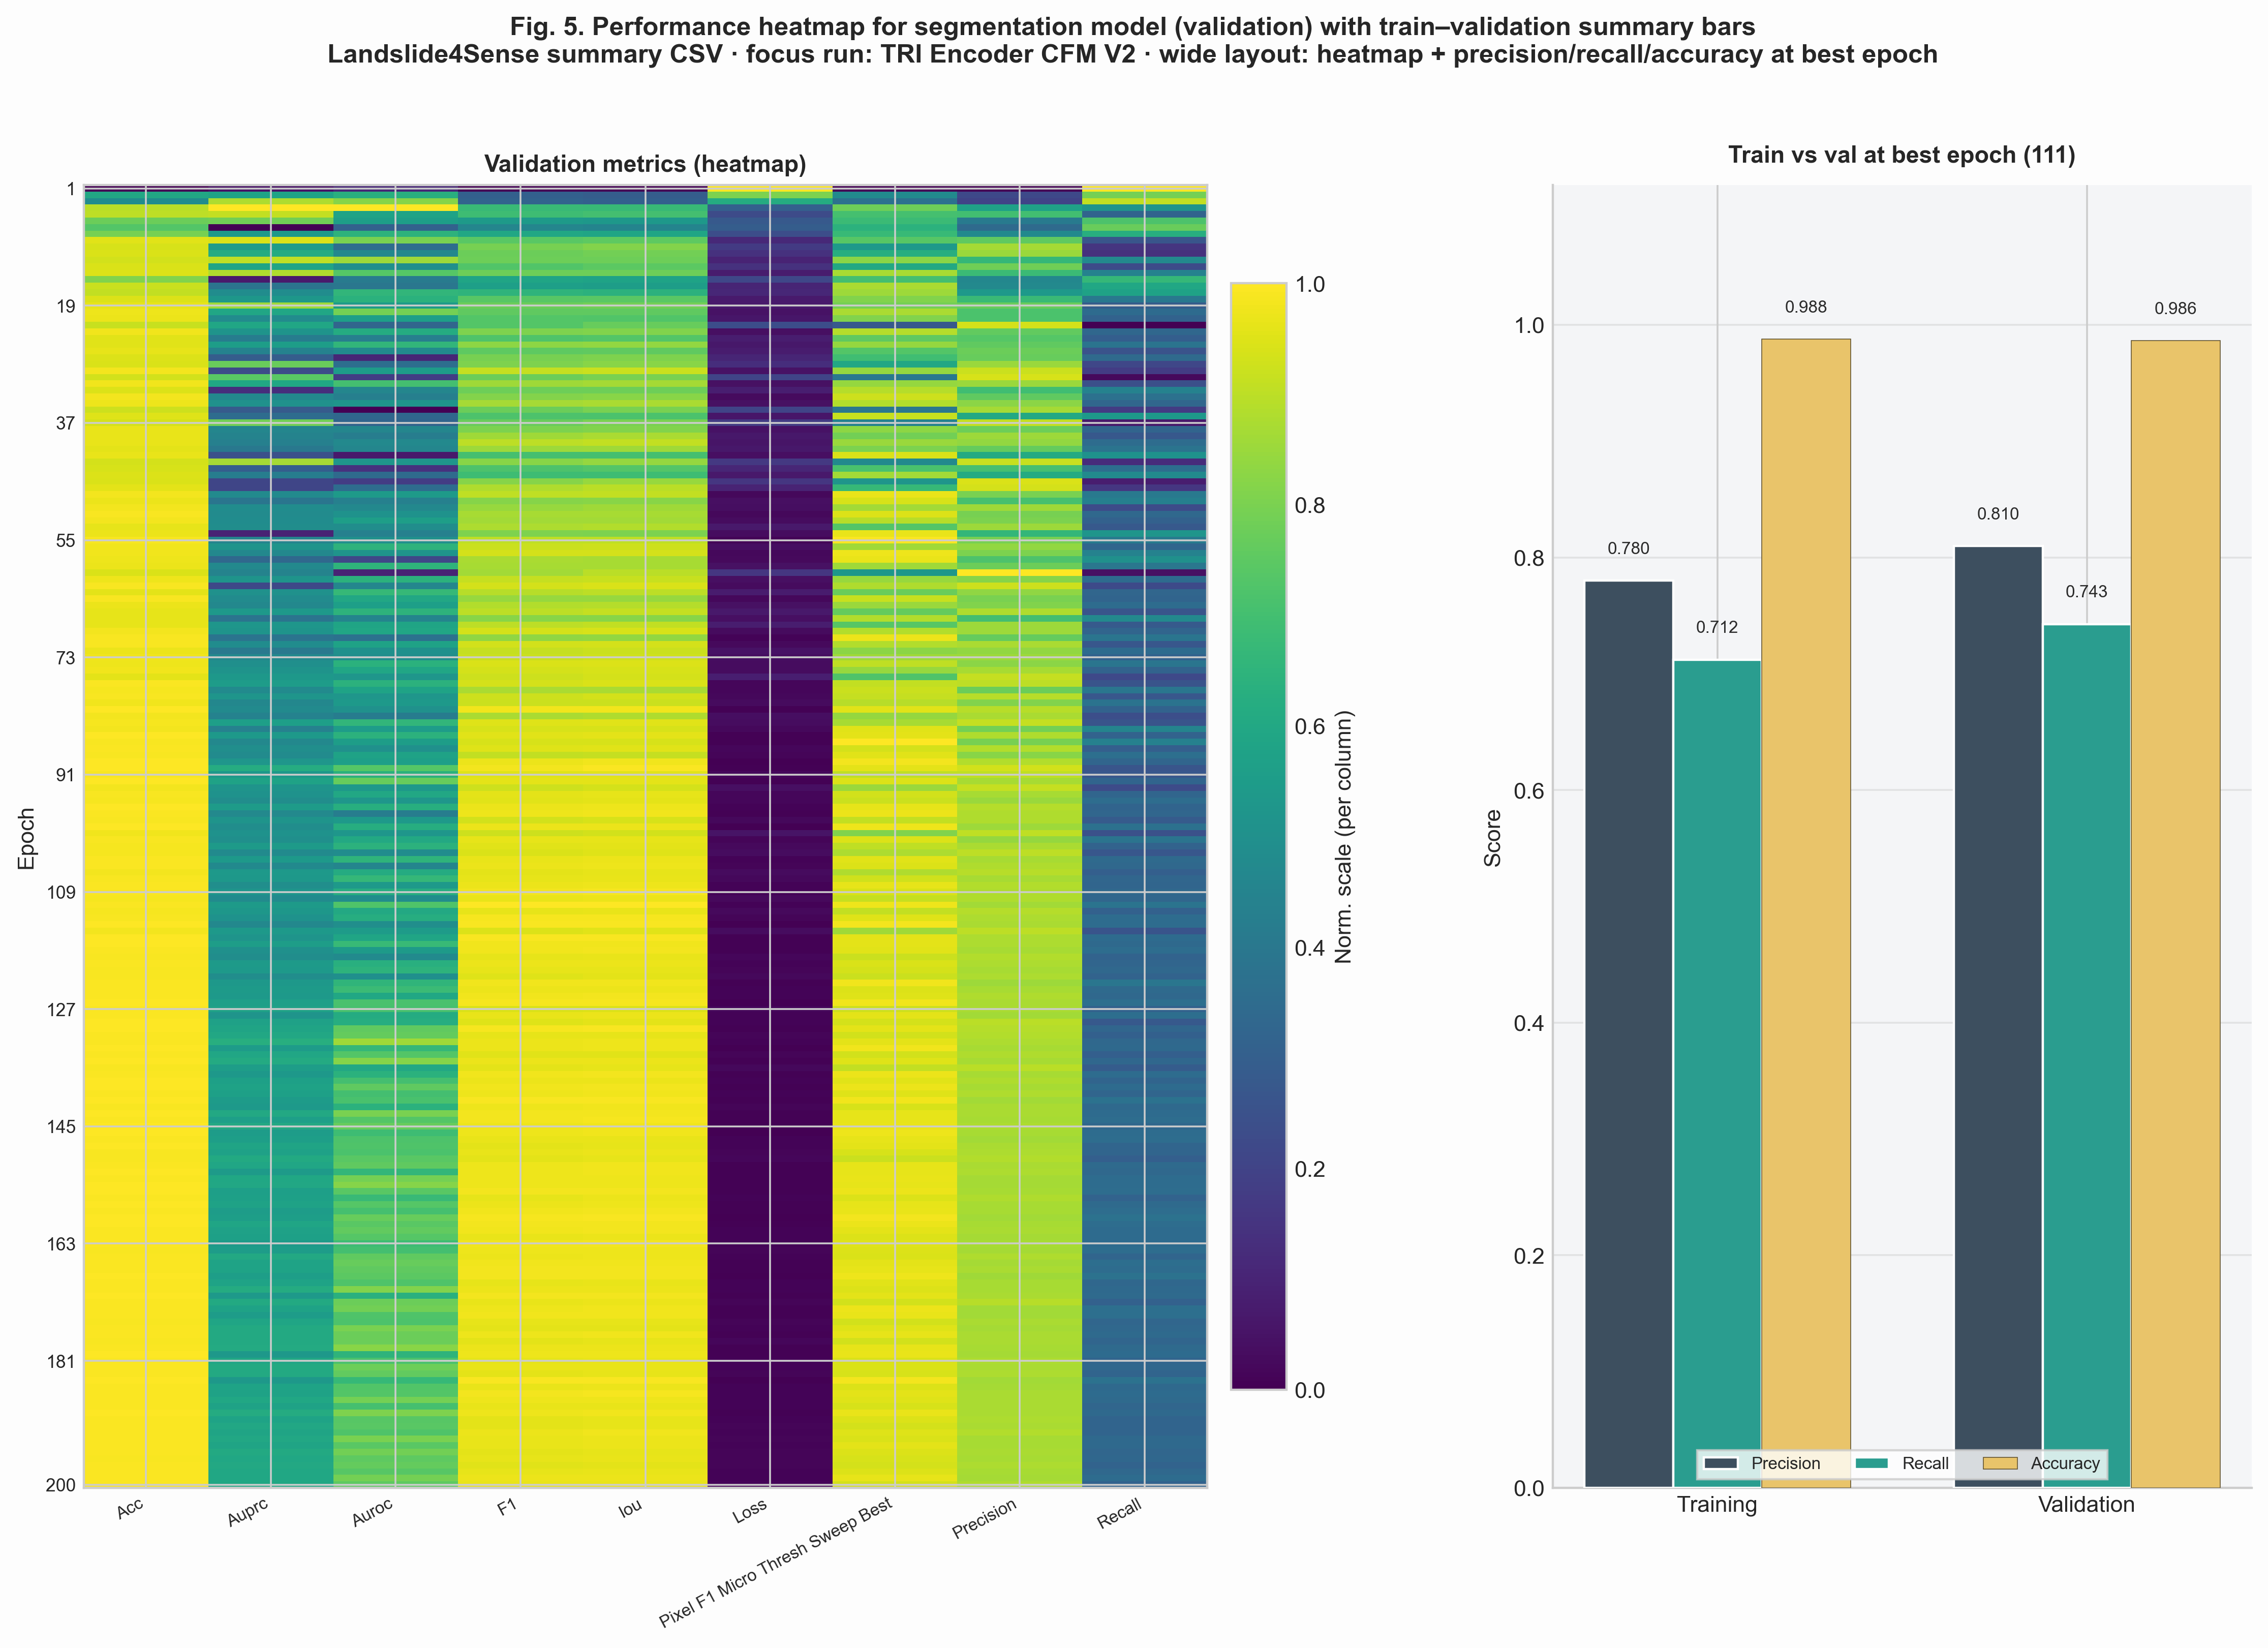 Fig. 5. Performance heatmap for segmentation model (validation) with train–validation summary bars
Landslide4Sense summary CSV · focus run: TRI Encoder CFM V2 · wide layout: heatmap + precision/recall/accuracy at best epoch
Validation metrics (heatmap)
Epoch
1
19
37
55
73
91
109
127
145
163
181
200
Acc
Auprc
Auroc
F1
Iou
Loss
Pixel F1 Micro Thresh Sweep Best
Precision
Recall
1.0
0.8
0.6
0.4
0.2
0.0
Norm. scale (per column)
Train vs val at best epoch (111)
Score
1.0
0.8
0.6
0.4
0.2
0.0
0.780
0.712
0.988
0.810
0.743
0.986
Precision
Recall
Accuracy
Training
Validation